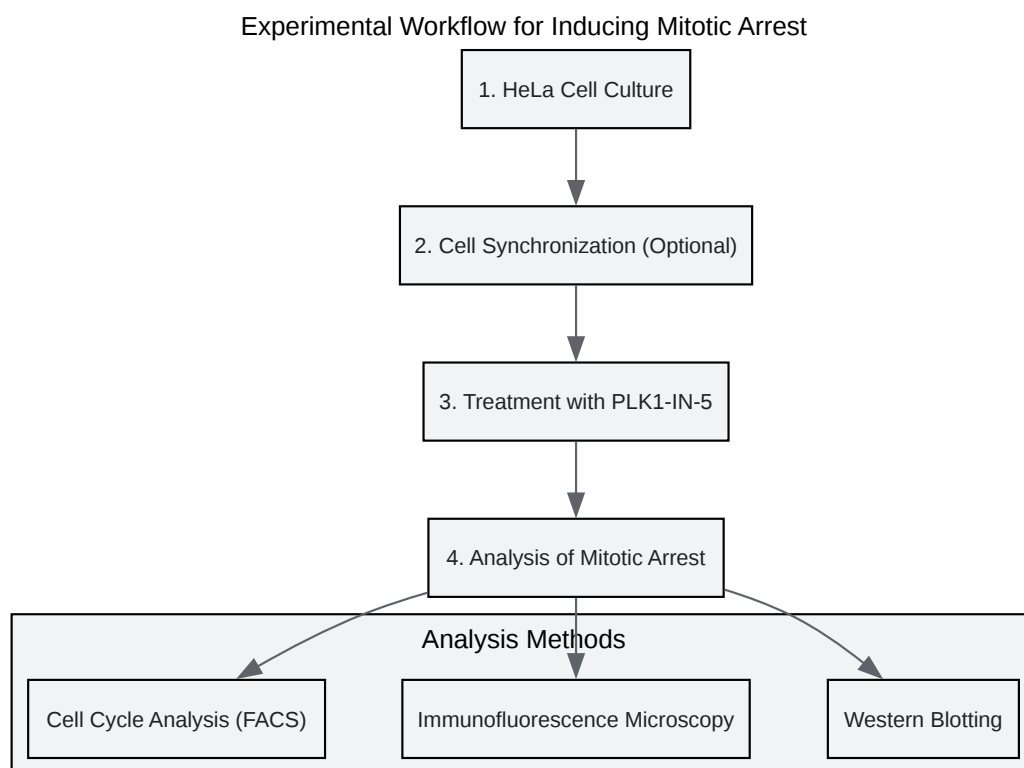 Experimental Workflow for Inducing Mitotic Arrest
1. HeLa Cell Culture
2. Cell Synchronization (Optional)
3. Treatment with PLK1-IN-5
4. Analysis of Mitotic Arrest
Analysis Methods
Cell Cycle Analysis (FACS)
Immunofluorescence Microscopy
Western Blotting